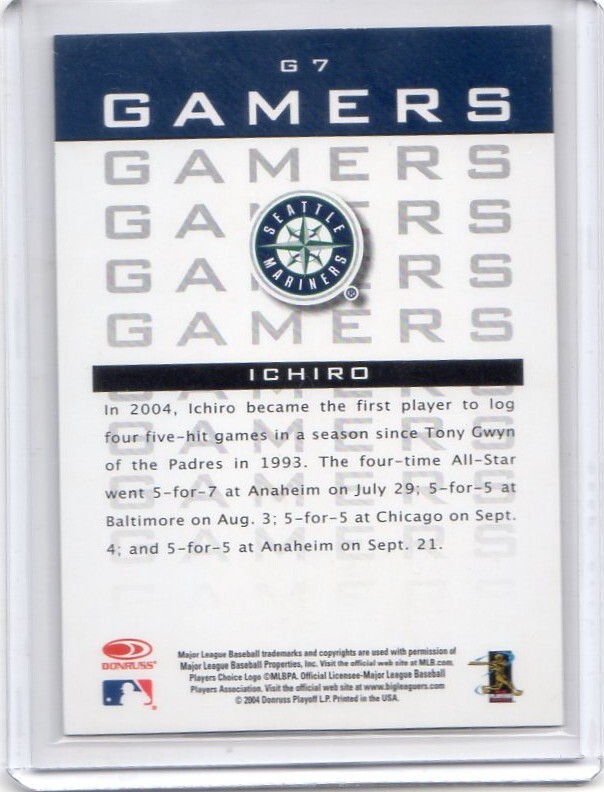 G 7
GAMERS
GAMERS
GA RS
GA ERS
GAMERS
SEATTLE
MARINERS
ICHIRO
In 2004, Ichiro became the first player to log
four five-hit games in a season since Tony Gwyn
of the Padres in 1993. The four-time All-Star
went 5-for-7 at Anaheim on July 29; 5-for-5 at
Baltimore on Aug. 3; 5-for-5 at Chicago on Sept.
4; and 5-for-5 at Anaheim on Sept. 21.
DONRUSS
Major League Baseball trademarks and copyrights are used with permission of
Major League Baseball Properties, Inc. Visit the official web site at MLB.com.
Players Choice Logo ©MLBPA. Official Licensee-Major League Baseball
Players Association. Visit the official web site at www.bigleaguers.com
© 2004 Donruss Playoff L.P. Printed in the USA.